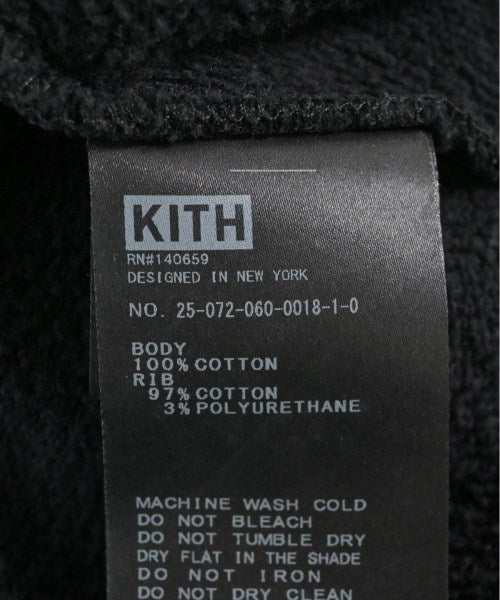 KITH
RN#140659
DESIGNED IN NEW YORK
NO. 25-072-060-0018-1-0
BODY
100% COTTON
RIB
97% COTTON
3% POLYURETHANE
MACHINE WASH COLD
DO NOT BLEACH
DO NOT TUMBLE DRY
DRY FLAT IN THE SHADE
DO NOT IRON
DO NOT DRY CLEAN